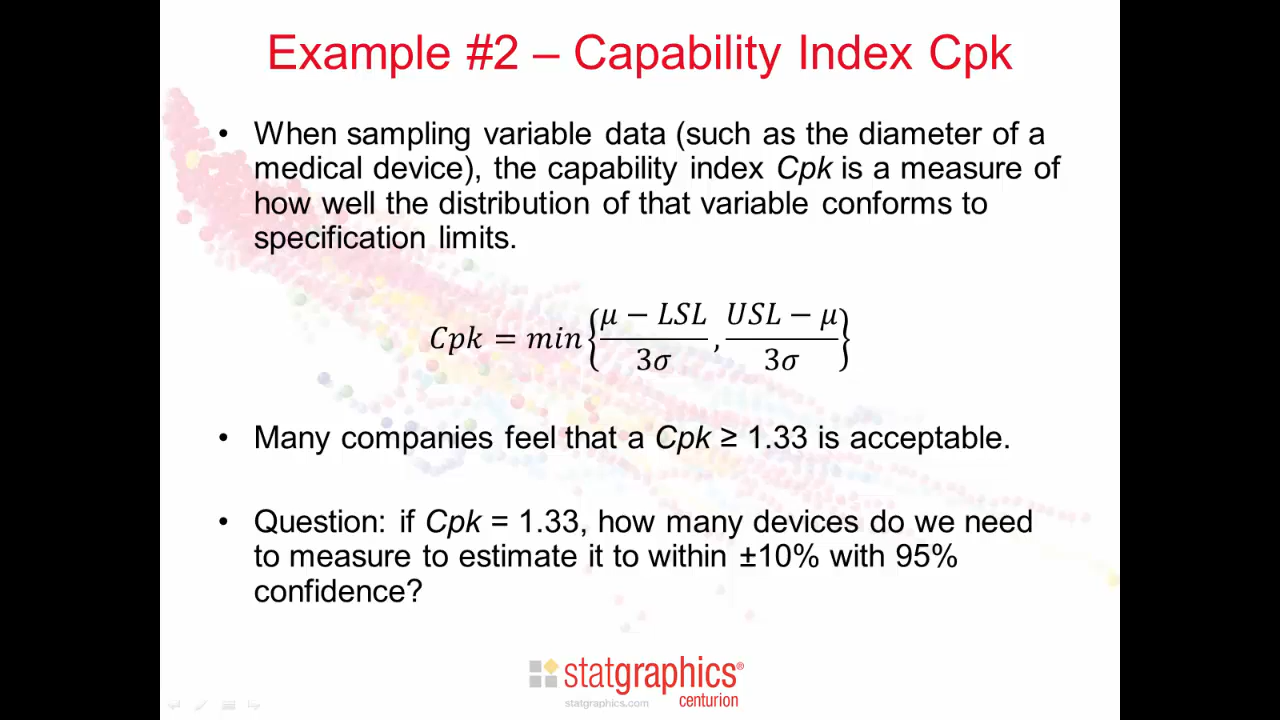 Example #2 – Capability Index Cpk
• When sampling variable data (such as the diameter of a
medical device), the capability index Cpk is a measure of
how well the distribution of that variable conforms to
specification limits.
Cpk = min{(μ − LSL)/3σ, (USL − μ)/3σ}
• Many companies feel that a Cpk ≥ 1.33 is acceptable.
• Question: if Cpk = 1.33, how many devices do we need
to measure to estimate it to within ±10% with 95%
confidence?
statgraphics®
centurion
statgraphics.com